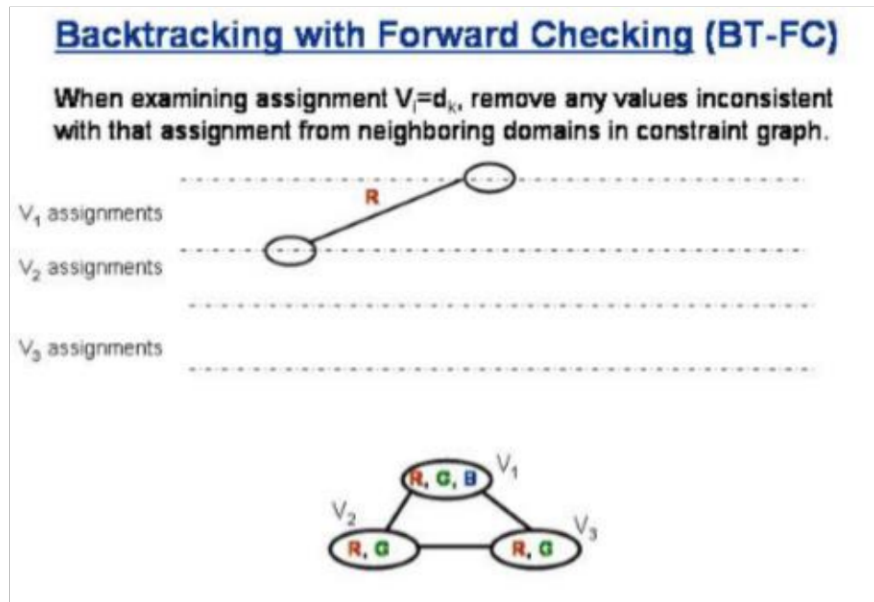 Backtracking with Forward Checking (BT-FC)
When examining assignment Vᵢ=dₖ, remove any values inconsistent
with that assignment from neighboring domains in constraint graph.
R
V₁ assignments
V₂ assignments
V₃ assignments
R, G, B V₁
V₂
V₃
R, G
R, G